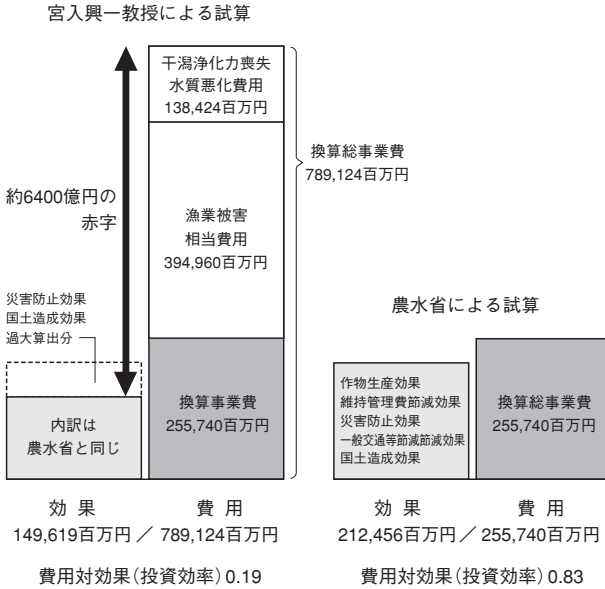 宮入興一教授による試算
干潟浄化力喪失
水質悪化費用
138,424百万円
換算総事業費
789,124百万円
約6400億円の
赤字
漁業被害
相当費用
394,960百万円
災害防止効果
国土造成効果
過大算出分
内訳は
農水省と同じ
換算事業費
255,740百万円
効 果
費 用
149,619百万円／789,124百万円
費用対効果(投資効率)0.19
農水省による試算
作物生産効果
維持管理費節減効果
災害防止効果
一般交通等節減節減効果
国土造成効果
換算総事業費
255,740百万円
効 果
費 用
212,456百万円／255,740百万円
費用対効果(投資効率)0.83